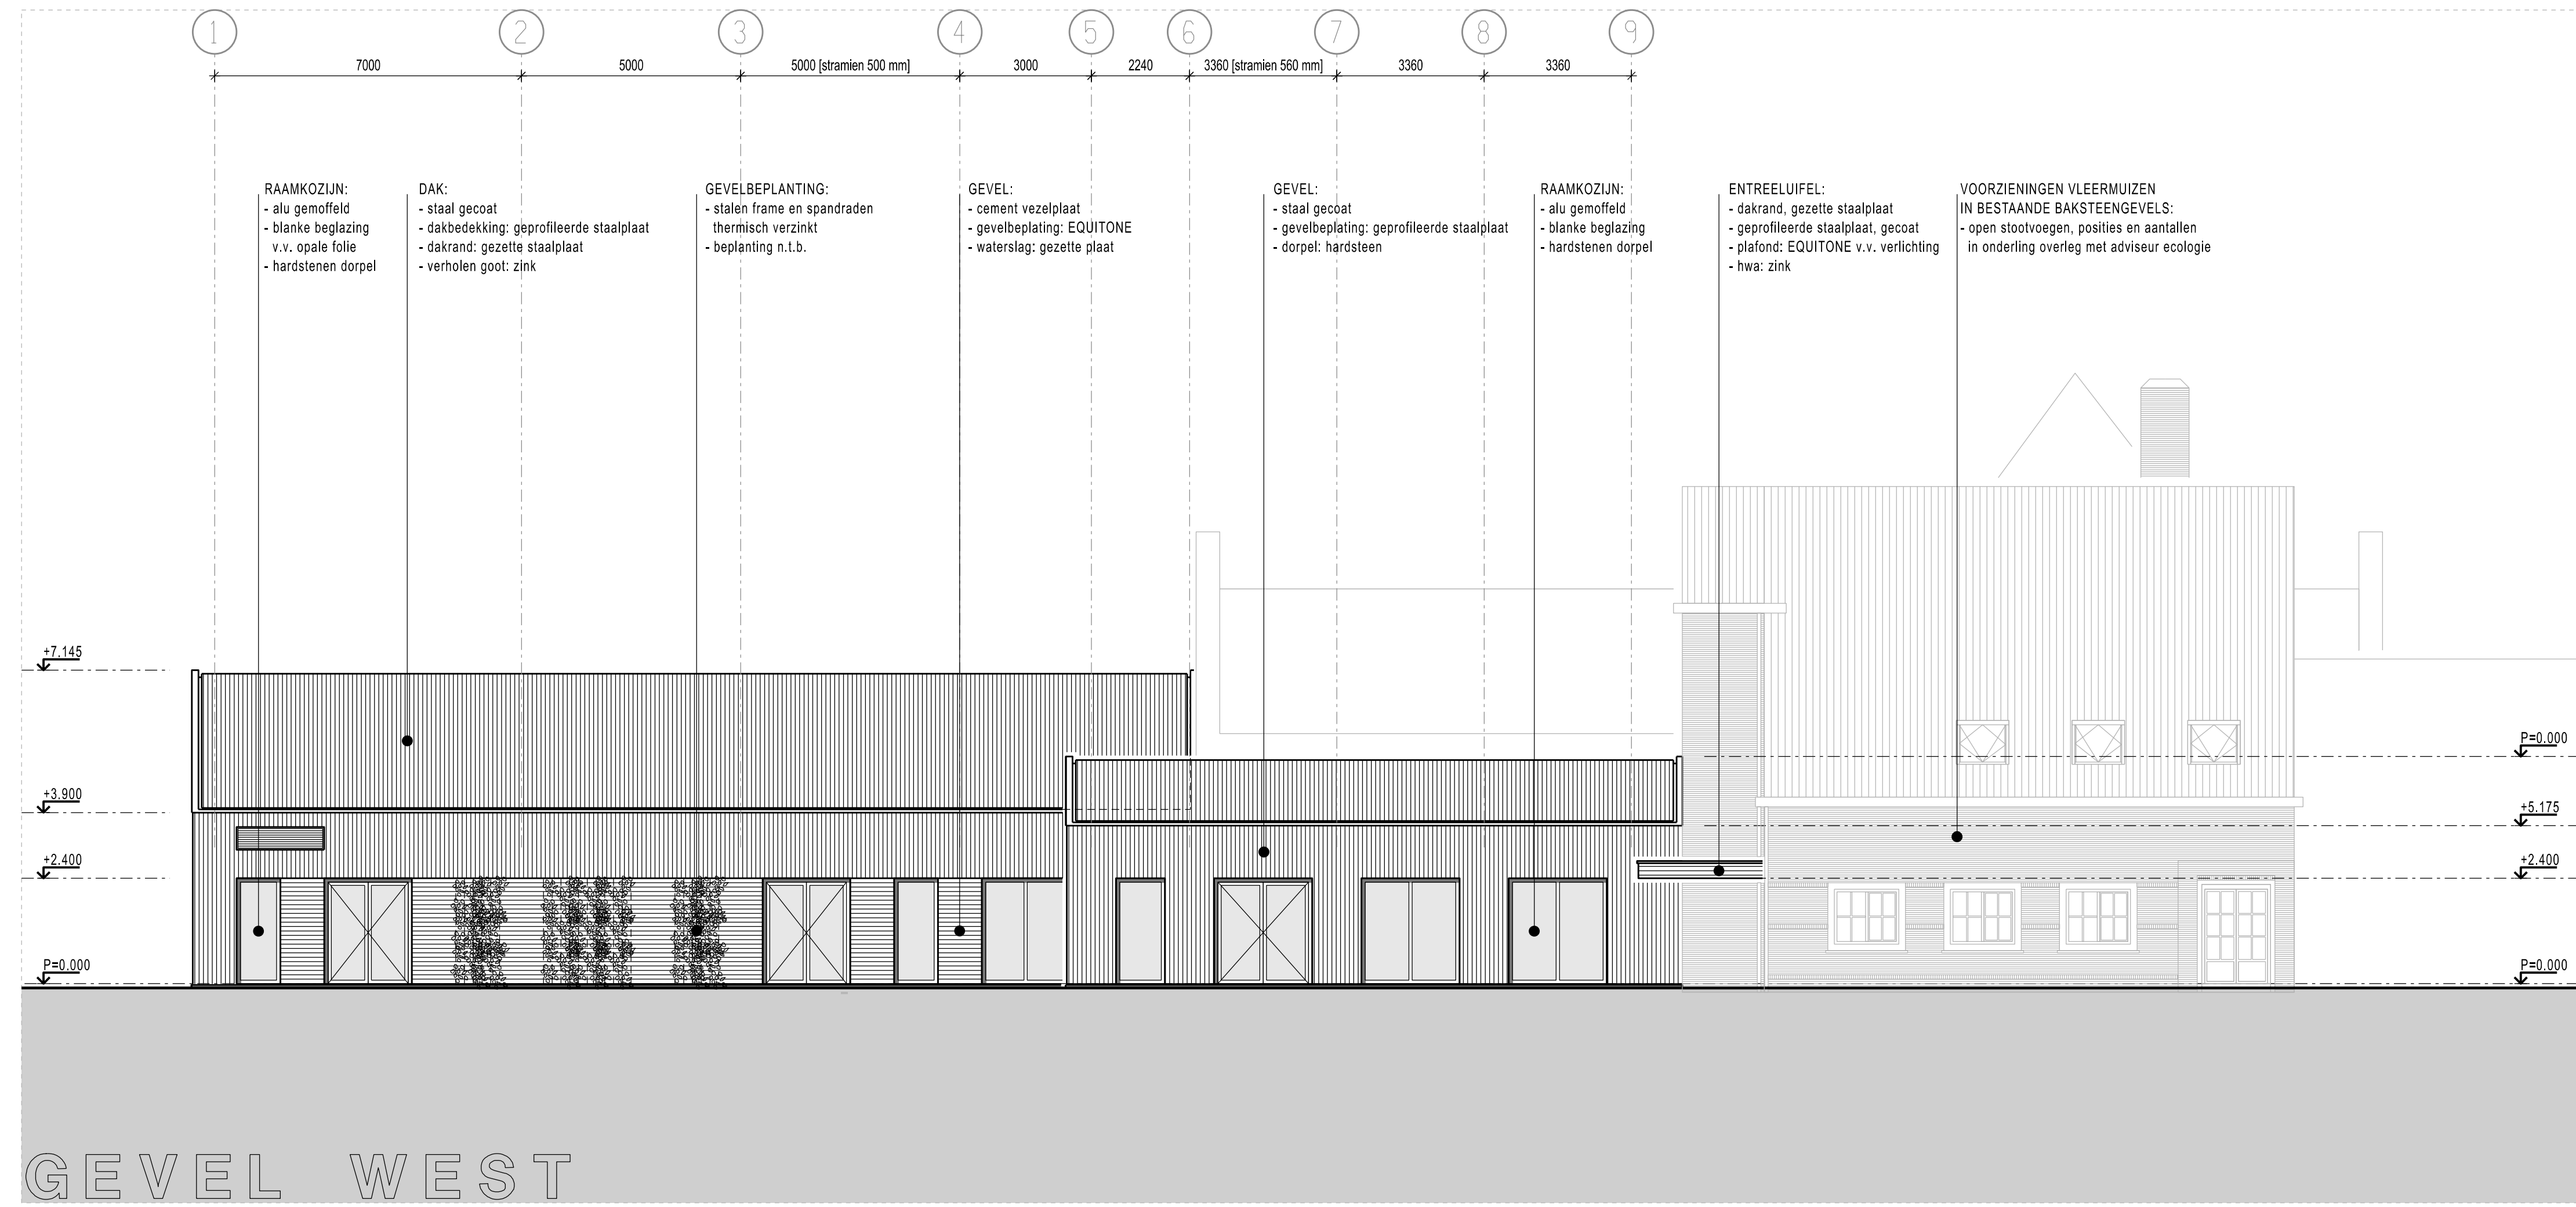 1 2 3 4 5 6 7 8 9
7000 5000 5000 [stramien 500 mm] 3000 2240 3360 [stramien 560 mm] 3360 3360
RAAMKOZIJN:
- alu gemoffeld
- blanke beglazing
v.v. opale folie
- hardstenen dorpel
DAK:
- staal gecoat
- dakbedekking: geprofileerde staalplaat
- dakrand: gezette staalplaat
- verholen goot: zink
GEVELBEPLANTING:
- stalen frame en spandraden
thermisch verzinkt
- beplanting n.t.b.
GEVEL:
- cement vezelplaat
- gevelbeplating: EQUITONE
- waterslag: gezette plaat
GEVEL:
- staal gecoat
- gevelbeplating: geprofileerde staalplaat
- dorpel: hardsteen
RAAMKOZIJN:
- alu gemoffeld
- blanke beglazing
- hardstenen dorpel
ENTREELUIFEL:
- dakrand, gezette staalplaat
- geprofileerde staalplaat, gecoat
- plafond: EQUITONE v.v. verlichting
- hwa: zink
VOORZIENINGEN VLEERMUIZEN
IN BESTAANDE BAKSTEENGEVELS:
- open stootvoegen, posities en aantallen
in onderling overleg met adviseur ecologie
+7.145
+3.900
+2.400
P=0.000
P=0.000
+5.175
+2.400
P=0.000
GEVEL WEST